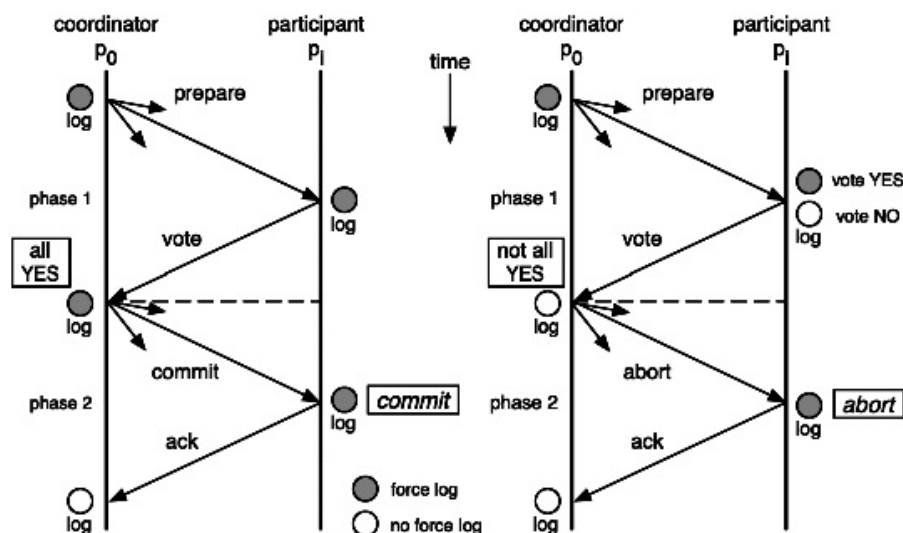 coordinator
p0
participant
pi
time
log
prepare
phase 1
log
vote
all
YES
log
commit
phase 2
commit
log
ack
log
force log
no force log
coordinator
p0
participant
pi
log
prepare
phase 1
vote YES
vote NO
log
vote
not all
YES
log
abort
phase 2
abort
log
ack
log